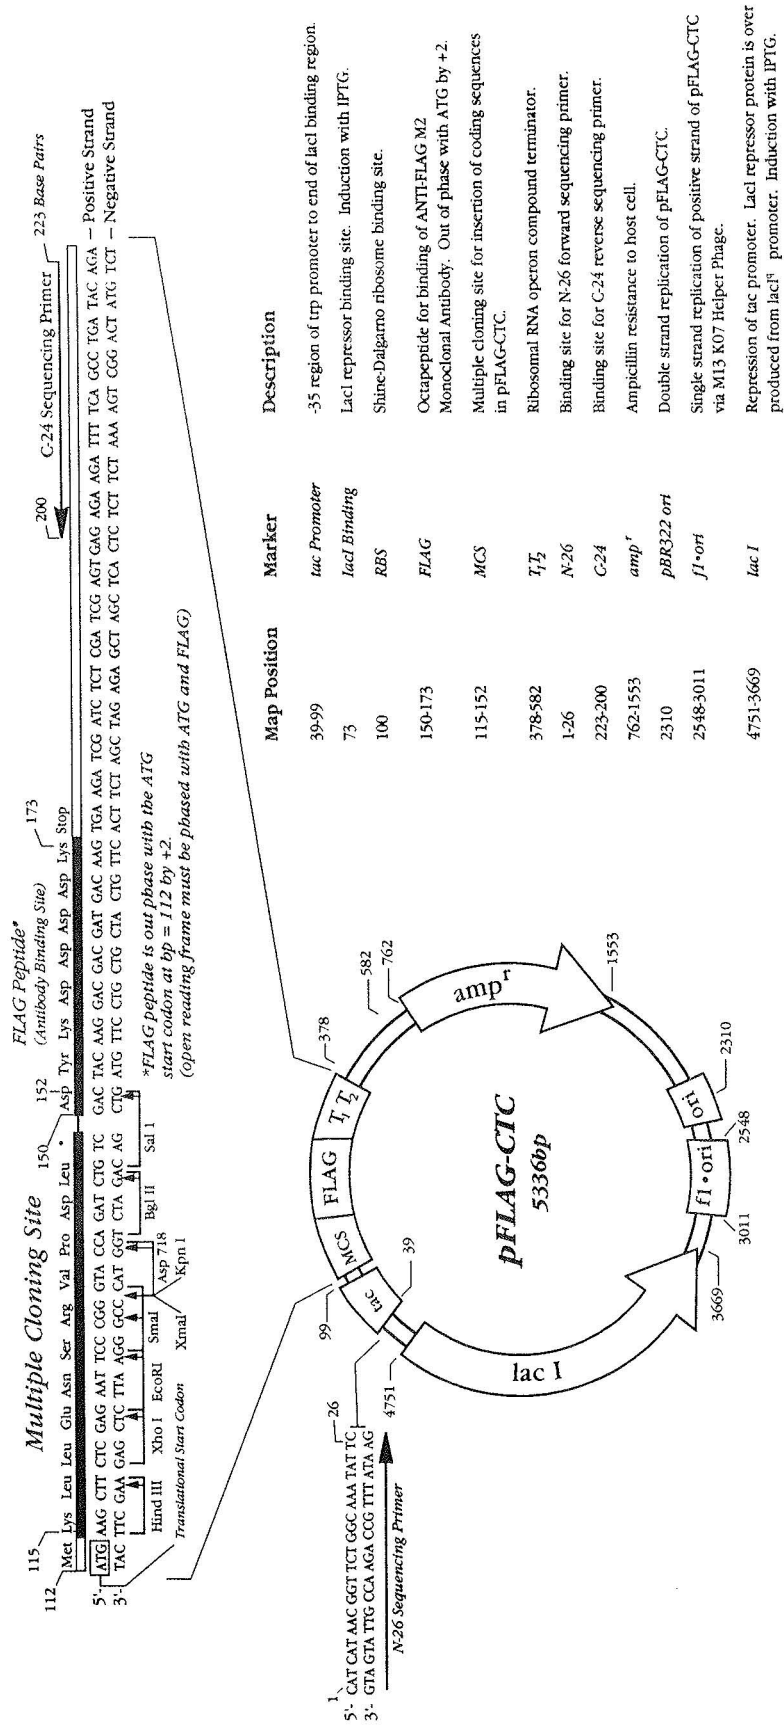 FLAG Peptide*
(Antibody Binding Site)
Multiple Cloning Site
112
115
150
152
173
200
C-24 Sequencing Primer
223 Base Pairs
Met Lys Leu Leu Glu Asn Ser Arg Val Pro Asp Leu * Asp Tyr Lys Asp Asp Asp Asp Lys Stop
5'- ATG AAG CTT CTC GAG AAT TCC CGG GTA CCA GAT CTG TC GAC TAC AAG GAC GAC GAT GAC AAG TGA AGA TCG ATC TCT CGA TCG AGT GAG AGA AGA TTT TCA GCC TGA TAC AGA – Positive Strand
3'- TAC TTC GAA GAG CTC TTA AGG GCC CAT GGT CTA GAC AG CTG ATG TTC CTG CTG CTA CTG TTC ACT TCT AGC TAG AGA GCT AGC TCA CTC TCT TCT AAA AGT CGG ACT ATG TCT – Negative Strand
Hind III
Xho I
EcoRI
SmaI
XmaI
Asp 718
Kpn I
Bgl II
Sal 1
Translational Start Codon
*FLAG peptide is out phase with the ATG
start codon at bp = 112 by +2.
(open reading frame must be phased with ATG and FLAG)
1
26
5'- CAT CAT AAC GGT TCT GGC AAA TAT TC
3'- GTA GTA TTG CCA AGA CCG TTT ATA AG
N-26 Sequencing Primer
pFLAG-CTC
5336bp
tac
MCS
FLAG
T1 T2
ampʳ
ori
f1•ori
lac I
39
99
378
582
762
1553
2310
2548
3011
3669
4751
Map Position Marker Description
39-99 tac Promoter -35 region of trp promoter to end of lacI binding region.
73 lacI Binding LacI repressor binding site. Induction with IPTG.
100 RBS Shine-Dalgarno ribosome binding site.
150-173 FLAG Octapeptide for binding of ANTI-FLAG M2
Monoclonal Antibody. Out of phase with ATG by +2.
115-152 MCS Multiple cloning site for insertion of coding sequences
in pFLAG-CTC.
378-582 T1T2 Ribosomal RNA operon compound terminator.
1-26 N-26 Binding site for N-26 forward sequencing primer.
223-200 C-24 Binding site for C-24 reverse sequencing primer.
762-1553 ampʳ Ampicillin resistance to host cell.
2310 pBR322 ori Double strand replication of pFLAG-CTC.
2548-3011 f1•ori Single strand replication of positive strand of pFLAG-CTC
via M13 K07 Helper Phage.
4751-3669 lac I Repression of tac promoter. LacI repressor protein is over
produced from lacIq promoter. Induction with IPTG.